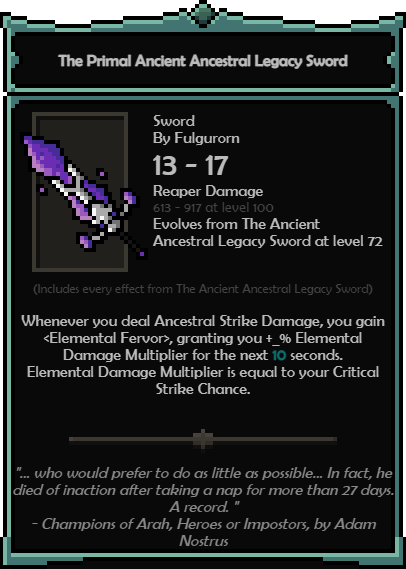 The Primal Ancient Ancestral Legacy Sword
Sword
By Fulgurorn
13 - 17
Reaper Damage
613 - 917 at level 100
Evolves from The Ancient
Ancestral Legacy Sword at level 72
(Includes every effect from The Ancient Ancestral Legacy Sword)
Whenever you deal Ancestral Strike Damage, you gain
<Elemental Fervor>, granting you +_% Elemental
Damage Multiplier for the next 10 seconds.
Elemental Damage Multiplier is equal to your Critical
Strike Chance.
"... who would prefer to do as little as possible... In fact, he
died of inaction after taking a nap for more than 27 days.
A record. "
- Champions of Arah, Heroes or Impostors, by Adam
Nostrus